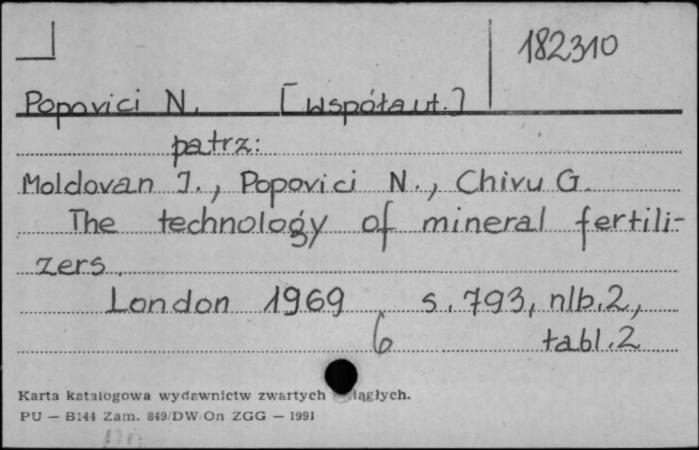 182310
Popovici N. [współaut.]
patrz:
Moldovan I., Popovici N., Chivu G.
The technology of mineral fertili-
zers.
London 1969 s. 793, nlb. 2,
6 tabl. 2
Karta katalogowa wydawnictw zwartych iągłych.
PU — B144 Zam. 849/DW On ZGG — 1991